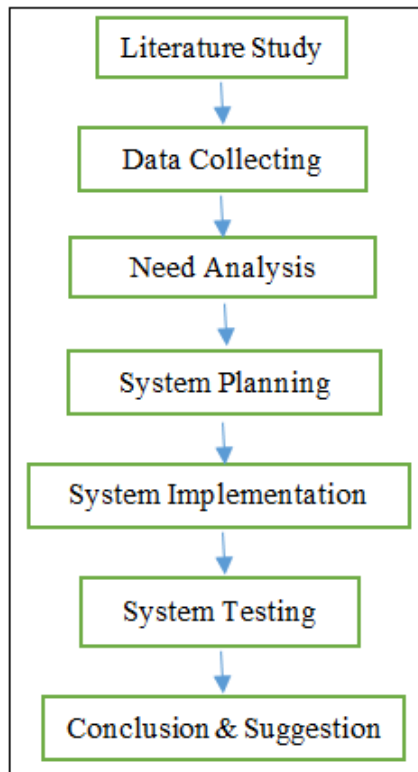 Literature Study
Data Collecting
Need Analysis
System Planning
System Implementation
System Testing
Conclusion & Suggestion